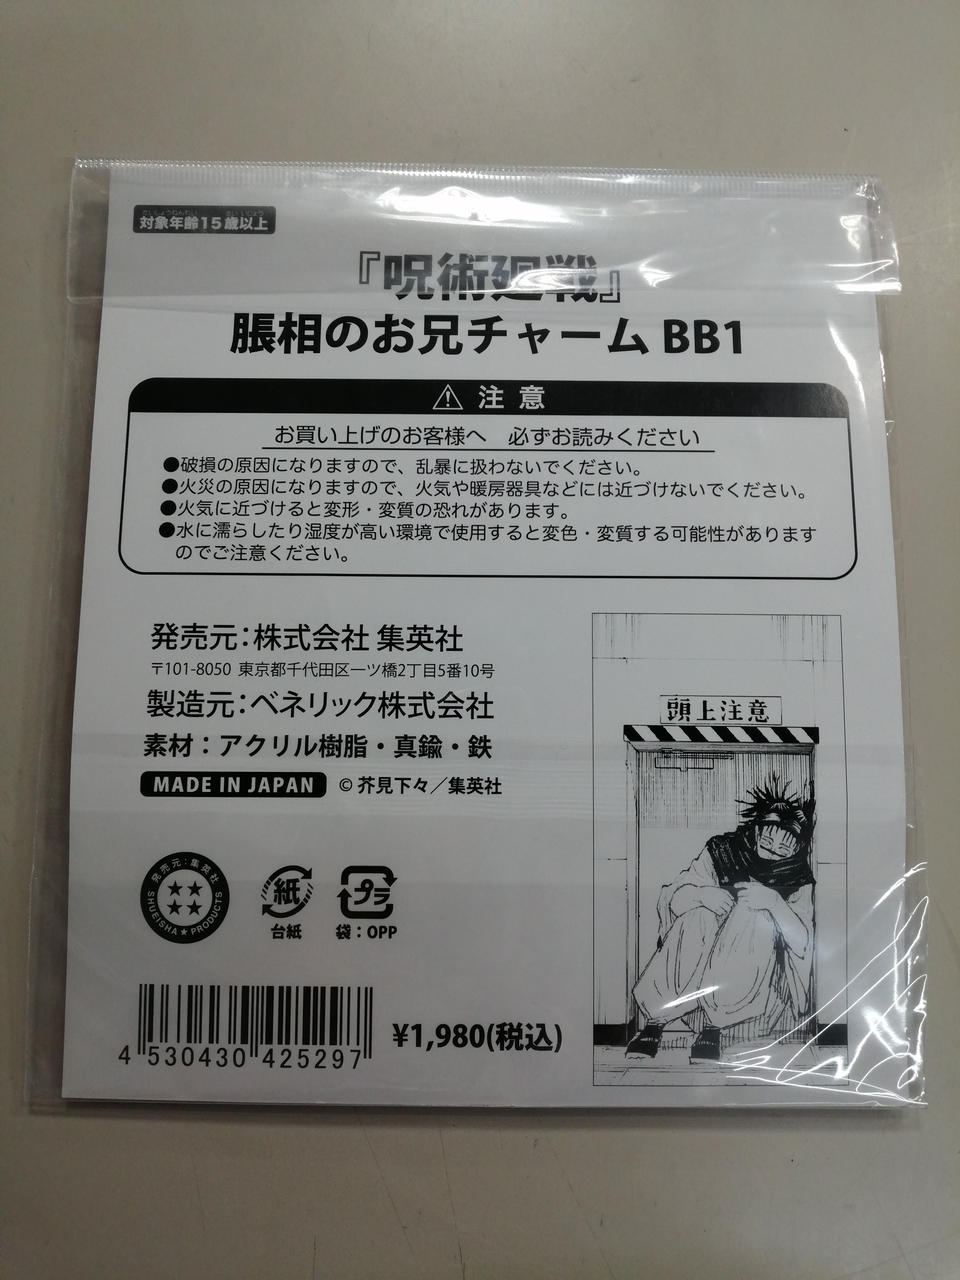 対象年齢15歳以上
『呪術廻戦』
脹相のお兄チャーム BB1
注意
お買い上げのお客様へ 必ずお読みください
●破損の原因になりますので、乱暴に扱わないでください。
●火災の原因になりますので、火気や暖房器具などには近づけないでください。
●火気に近づけると変形・変質の恐れがあります。
●水に濡らしたり湿度が高い環境で使用すると変色・変質する可能性があります
のでご注意ください。
発売元:株式会社 集英社
〒101-8050 東京都千代田区一ツ橋2丁目5番10号
製造元:ベネリック株式会社
素材:アクリル樹脂・真鍮・鉄
MADE IN JAPAN ©芥見下々/集英社
頭上注意
発売元:集英社
SHUEISHA★PRODUCTS
紙
台紙
プラ
袋:OPP
¥1,980(税込)
4 530430 425297